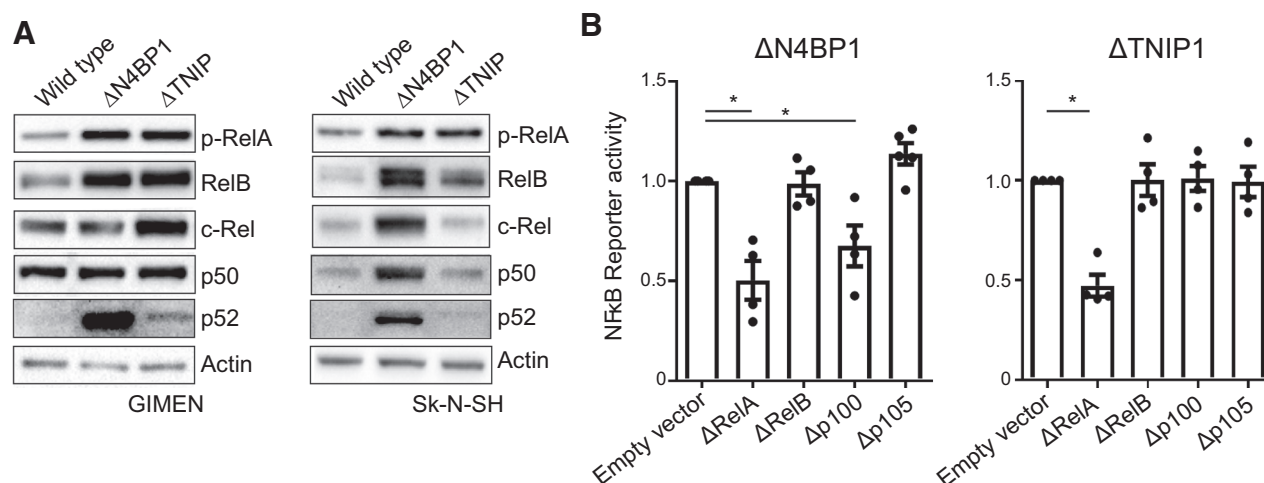 A
Wild type
ΔN4BP1
ΔTNIP
p-RelA
RelB
c-Rel
p50
p52
Actin
GIMEN
Wild type
ΔN4BP1
ΔTNIP
p-RelA
RelB
c-Rel
p50
p52
Actin
Sk-N-SH
B
ΔN4BP1
NFκB Reporter activity
1.5
1.0
0.5
0
*
*
Empty vector
ΔRelA
ΔRelB
Δp100
Δp105
ΔTNIP1
1.5
1.0
0.5
0
*
Empty vector
ΔRelA
ΔRelB
Δp100
Δp105